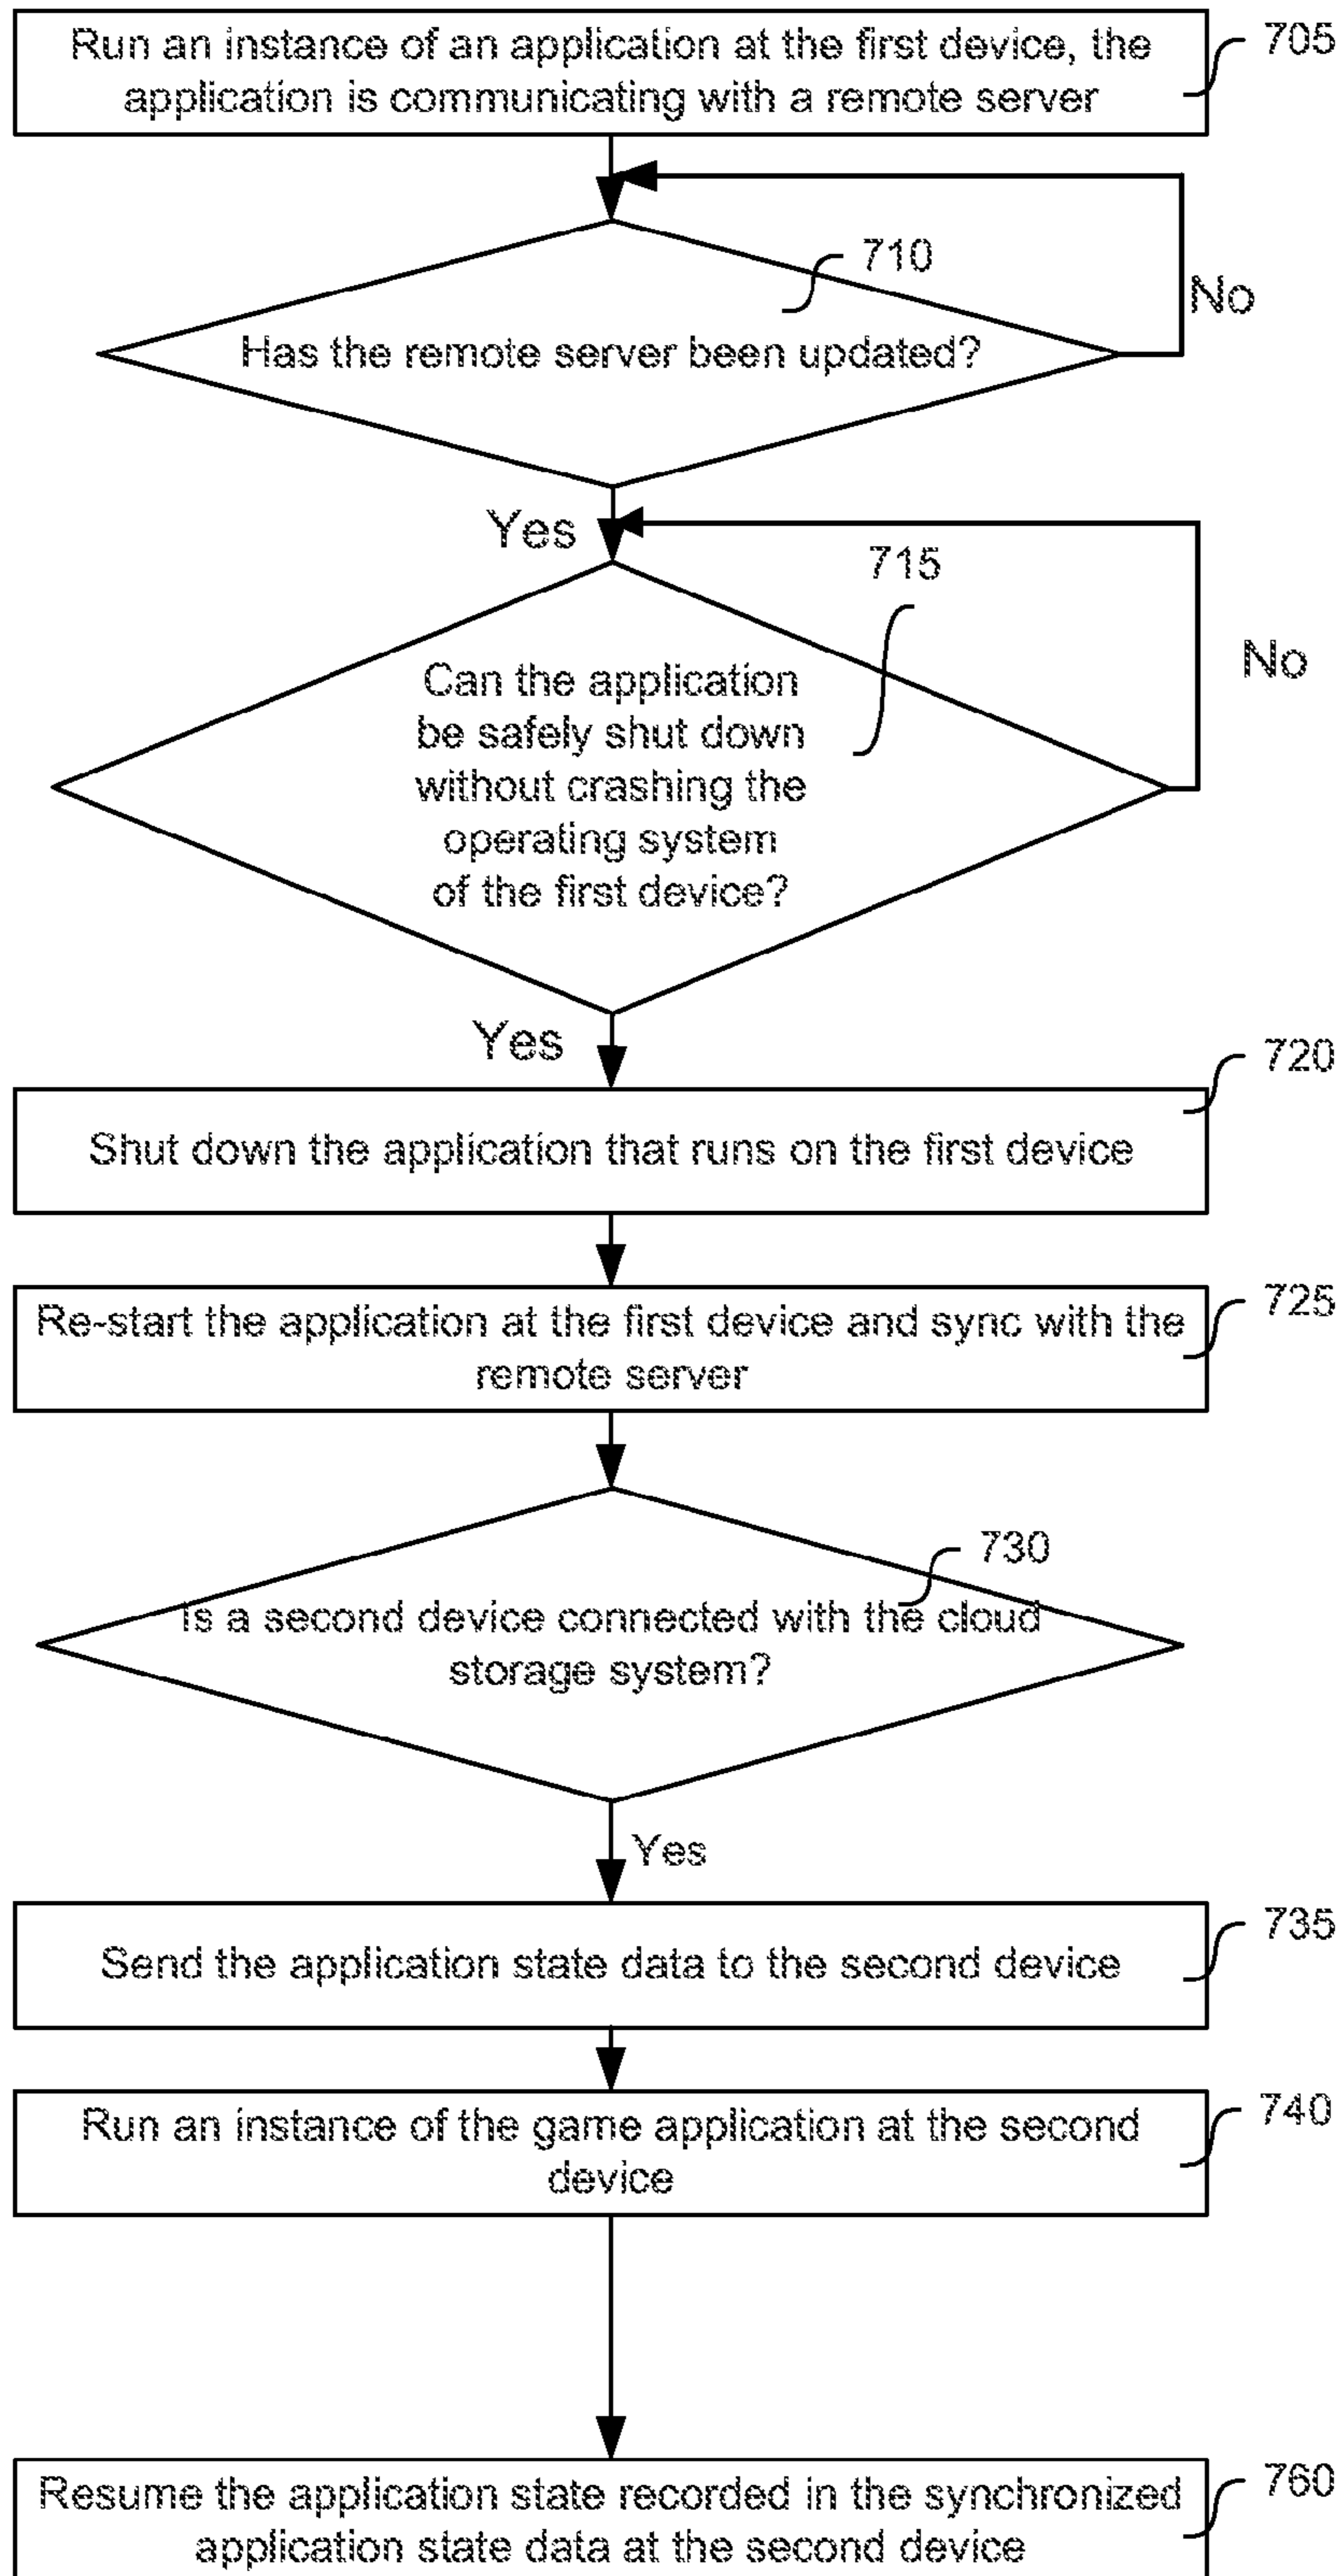 Run an instance of an application at the first device, the
application is communicating with a remote server
705
710
No
Has the remote server been updated?
Yes
715
No
Can the application
be safely shut down
without crashing the
operating system
of the first device?
Yes
720
Shut down the application that runs on the first device
725
Re-start the application at the first device and sync with the
remote server
730
Is a second device connected with the cloud
storage system?
Yes
735
Send the application state data to the second device
740
Run an instance of the game application at the second
device
760
Resume the application state recorded in the synchronized
application state data at the second device